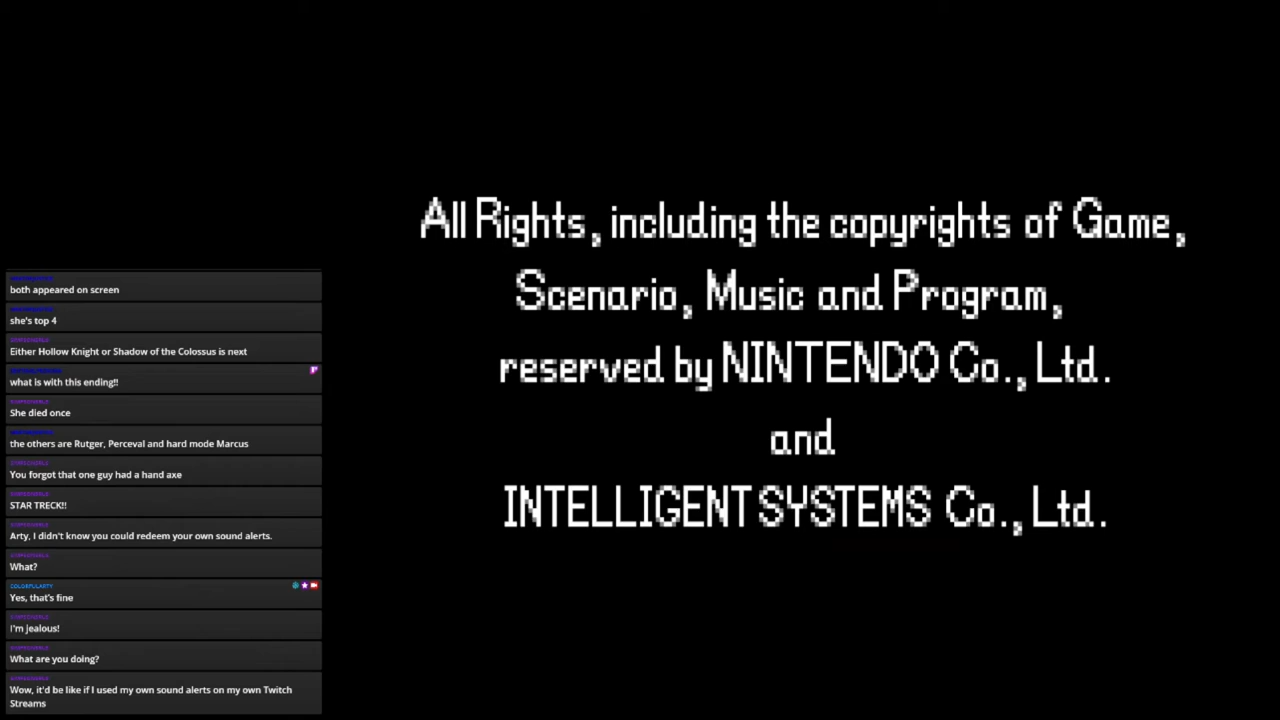 All Rights, including the copyrights of Game,
Scenario, Music and Program,
reserved by NINTENDO Co., Ltd.
and
INTELLIGENT SYSTEMS Co., Ltd.
both appeared on screen
she's top 4
Either Hollow Knight or Shadow of the Colossus is next
what is with this ending!!
She died once
the others are Rutger, Perceval and hard mode Marcus
You forgot that one guy had a hand axe
STAR TRECK!!
Arty, I didn't know you could redeem your own sound alerts.
What?
COLORFULARTY
Yes, that's fine
I'm jealous!
What are you doing?
Wow, it'd be like if I used my own sound alerts on my own Twitch
Streams